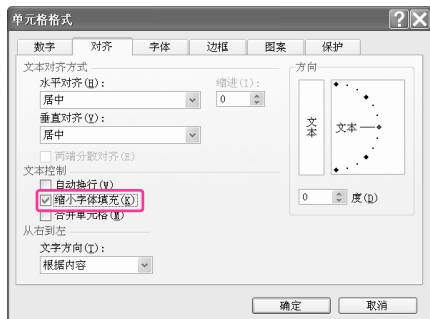 单元格格式
数字 对齐 字体 边框 图案 保护
文本对齐方式
水平对齐(H):
缩进(I):
居中
0
垂直对齐(V):
居中
两端分散对齐(E)
文本控制
自动换行(W)
缩小字体填充(K)
合并单元格(M)
从右到左
文字方向(T):
根据内容
方向
文本
文本
0 度(D)
确定 取消